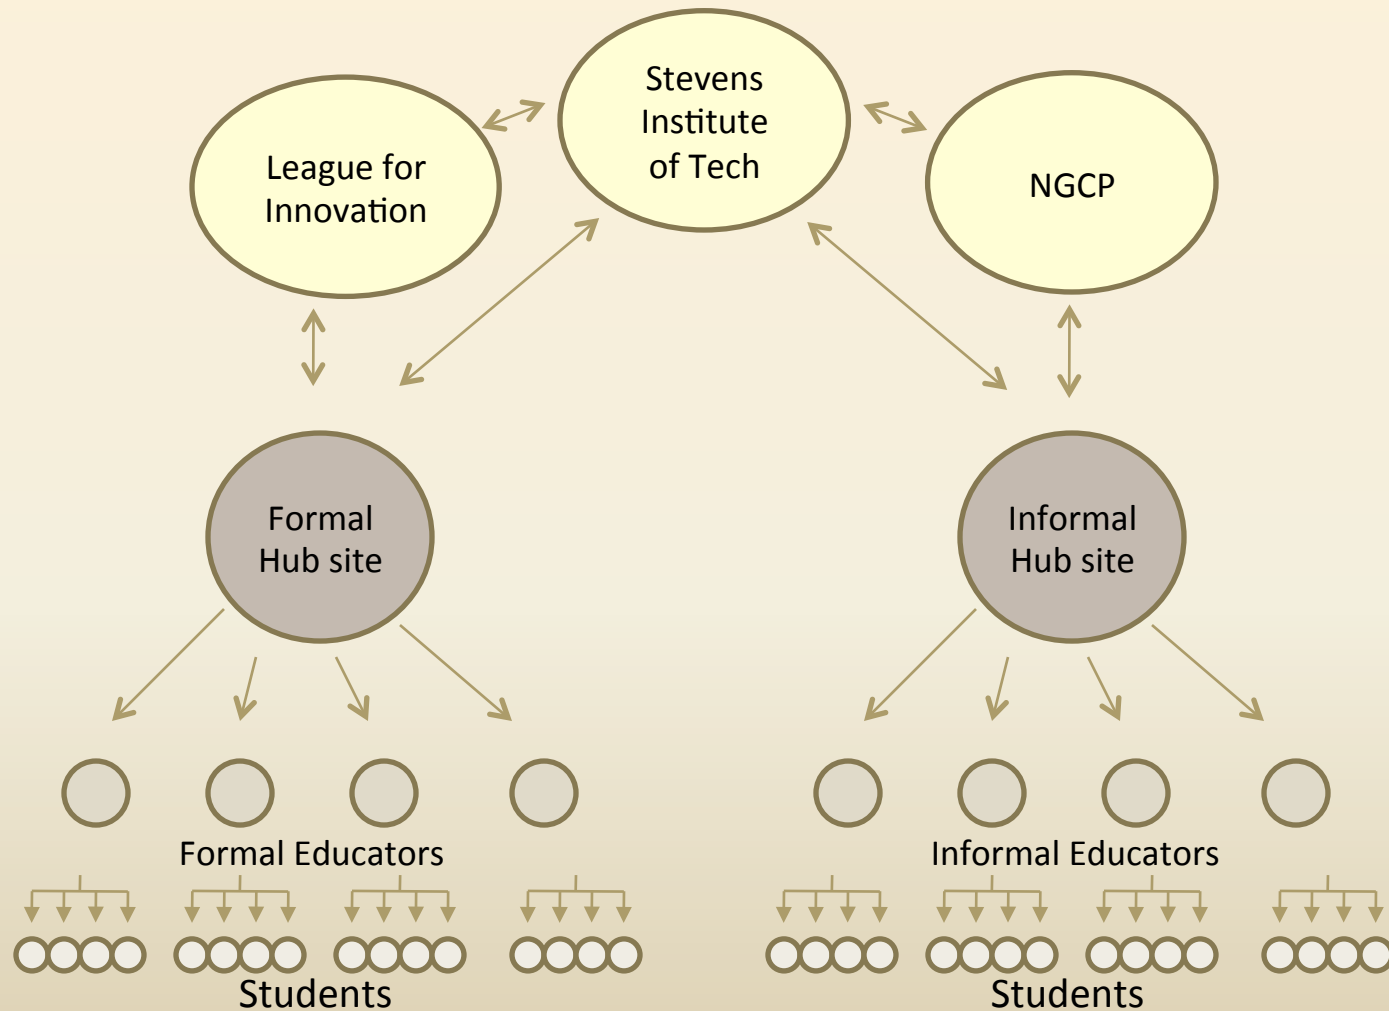 Stevens
Institute
of Tech
League for
Innovation
NGCP
Formal
Hub site
Informal
Hub site
Formal Educators
Informal Educators
Students
Students